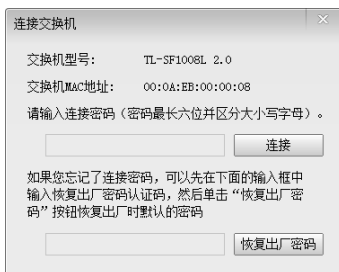 连接交换机
交换机型号: TL-SF1008L 2.0
交换机MAC地址: 00:0A:EB:00:00:08
请输入连接密码（密码最长六位并区分大小写字母）。
连接
如果您忘记了连接密码，可以先在下面的输入框中
输入恢复出厂密码认证码，然后单击“恢复出厂密
码”按钮恢复出厂时默认的密码
恢复出厂密码